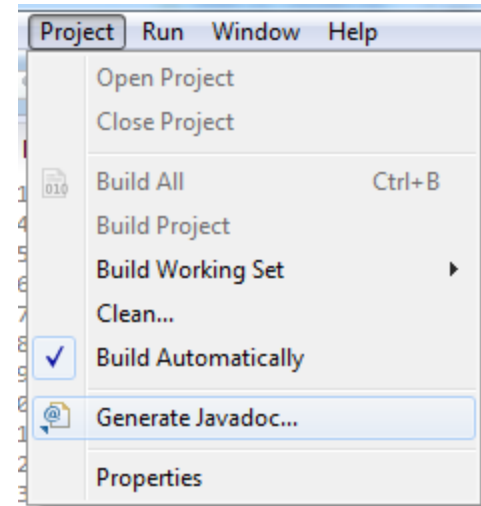 Project Run Window Help
Open Project
Close Project
010 Build All Ctrl+B
Build Project
Build Working Set
Clean...
Build Automatically
@ Generate Javadoc...
Properties